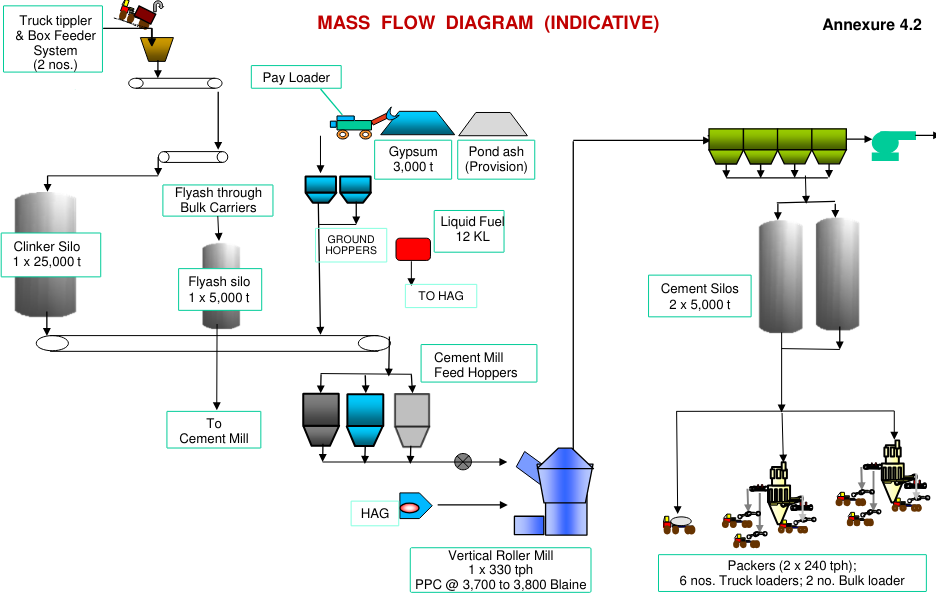 MASS FLOW DIAGRAM (INDICATIVE)
Annexure 4.2
Truck tippler
& Box Feeder
System
(2 nos.)
Pay Loader
Gypsum
3,000 t
Pond ash
(Provision)
Flyash through
Bulk Carriers
Liquid Fuel
12 KL
GROUND
HOPPERS
Clinker Silo
1 x 25,000 t
Flyash silo
1 x 5,000 t
TO HAG
Cement Silos
2 x 5,000 t
Cement Mill
Feed Hoppers
To
Cement Mill
HAG
Vertical Roller Mill
1 x 330 tph
PPC @ 3,700 to 3,800 Blaine
Packers (2 x 240 tph);
6 nos. Truck loaders; 2 no. Bulk loader